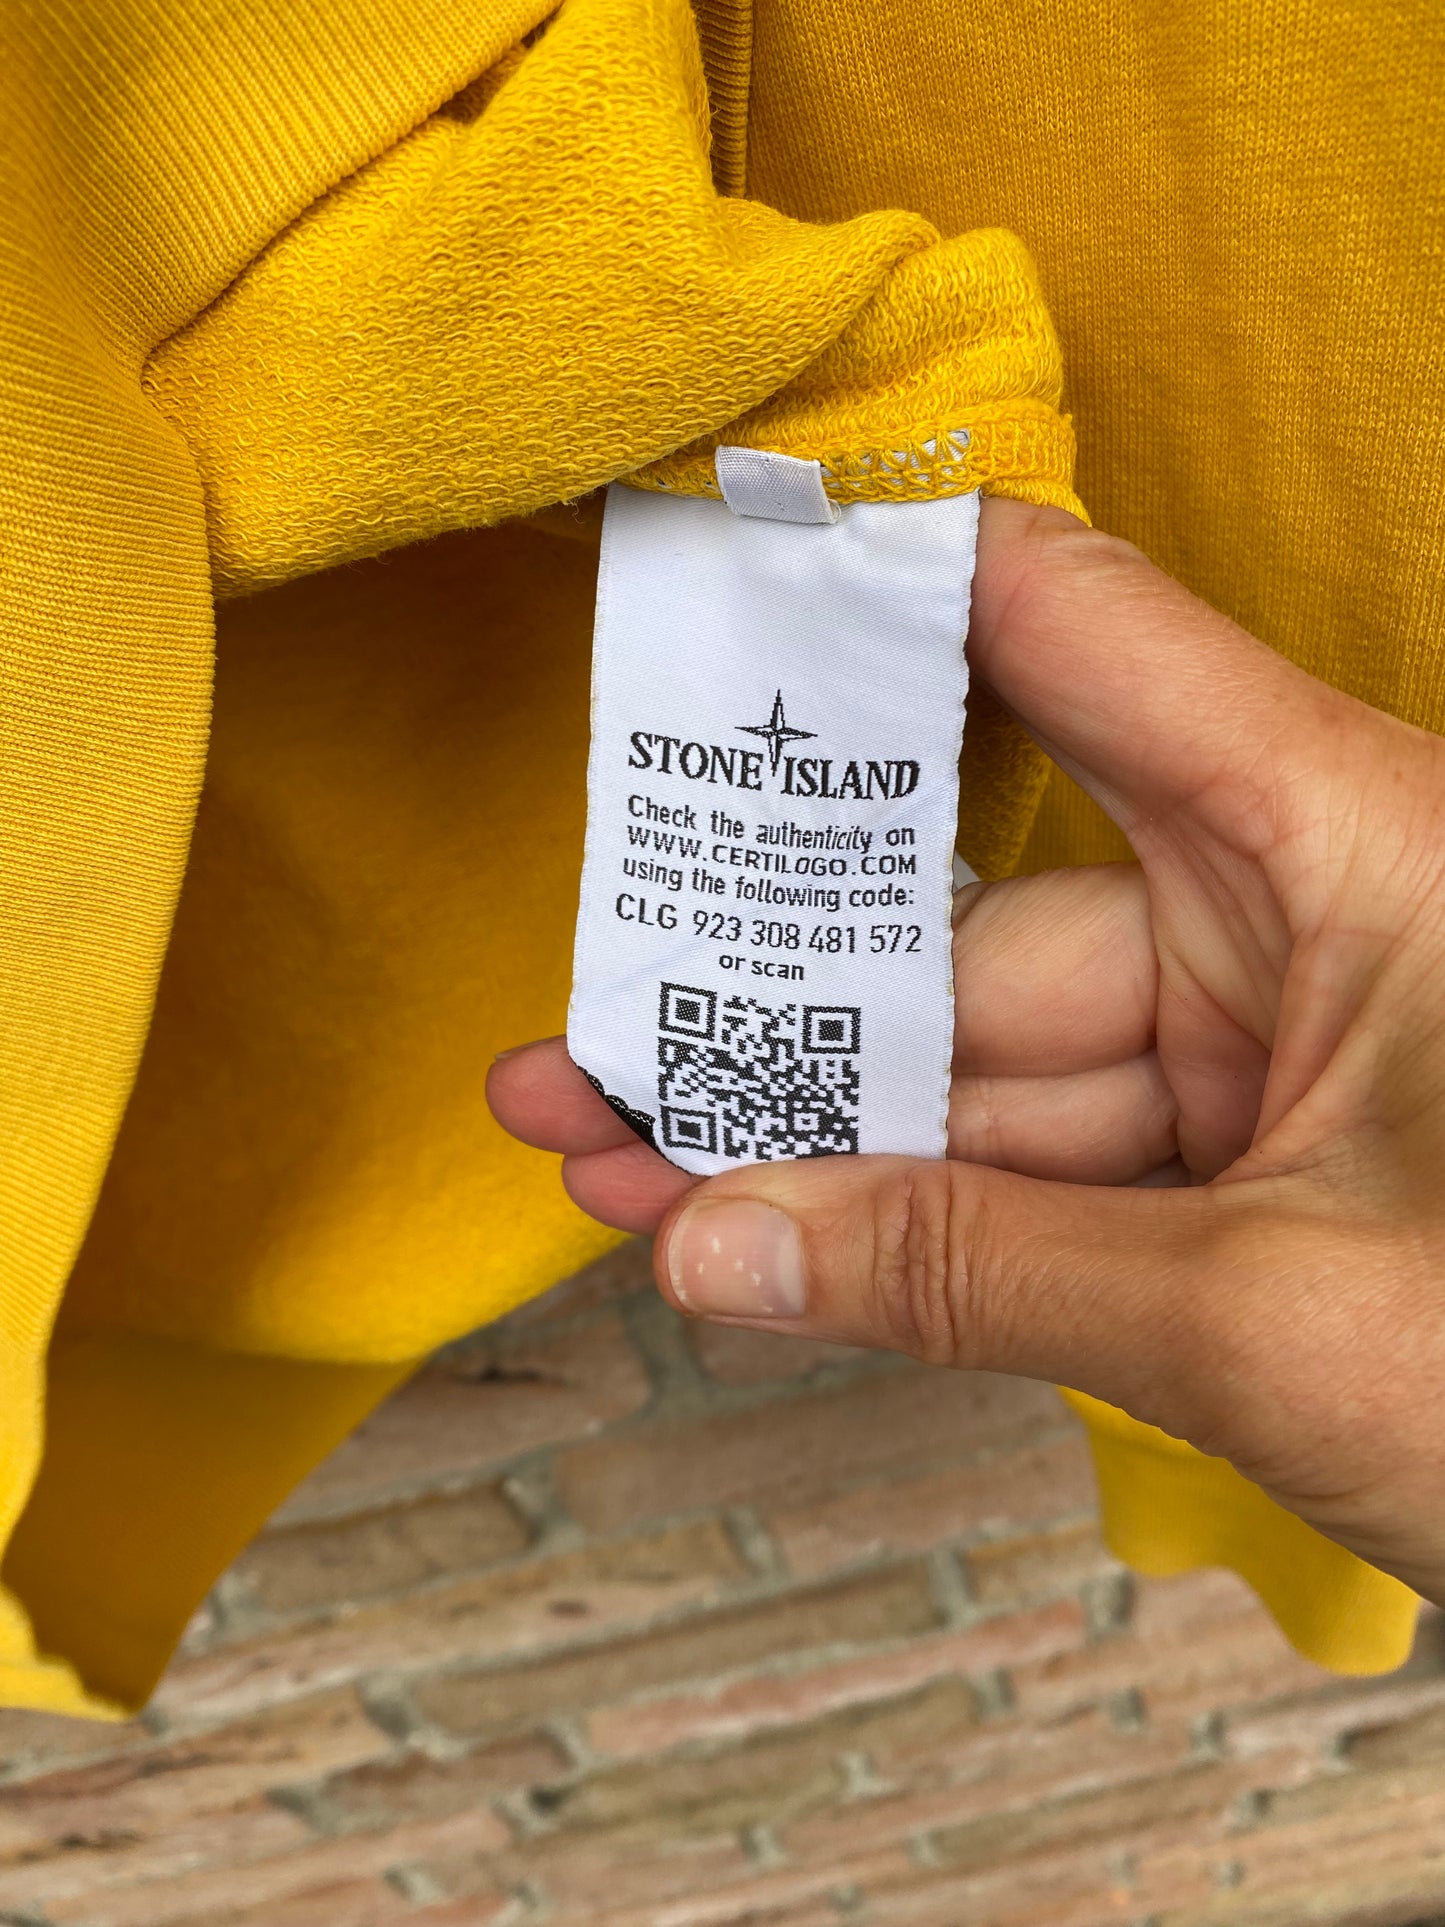 STONE ISLAND
Check the authenticity on
WWW.CERTILOGO.COM
using the following code:
CLG 923 308 481 572
or scan